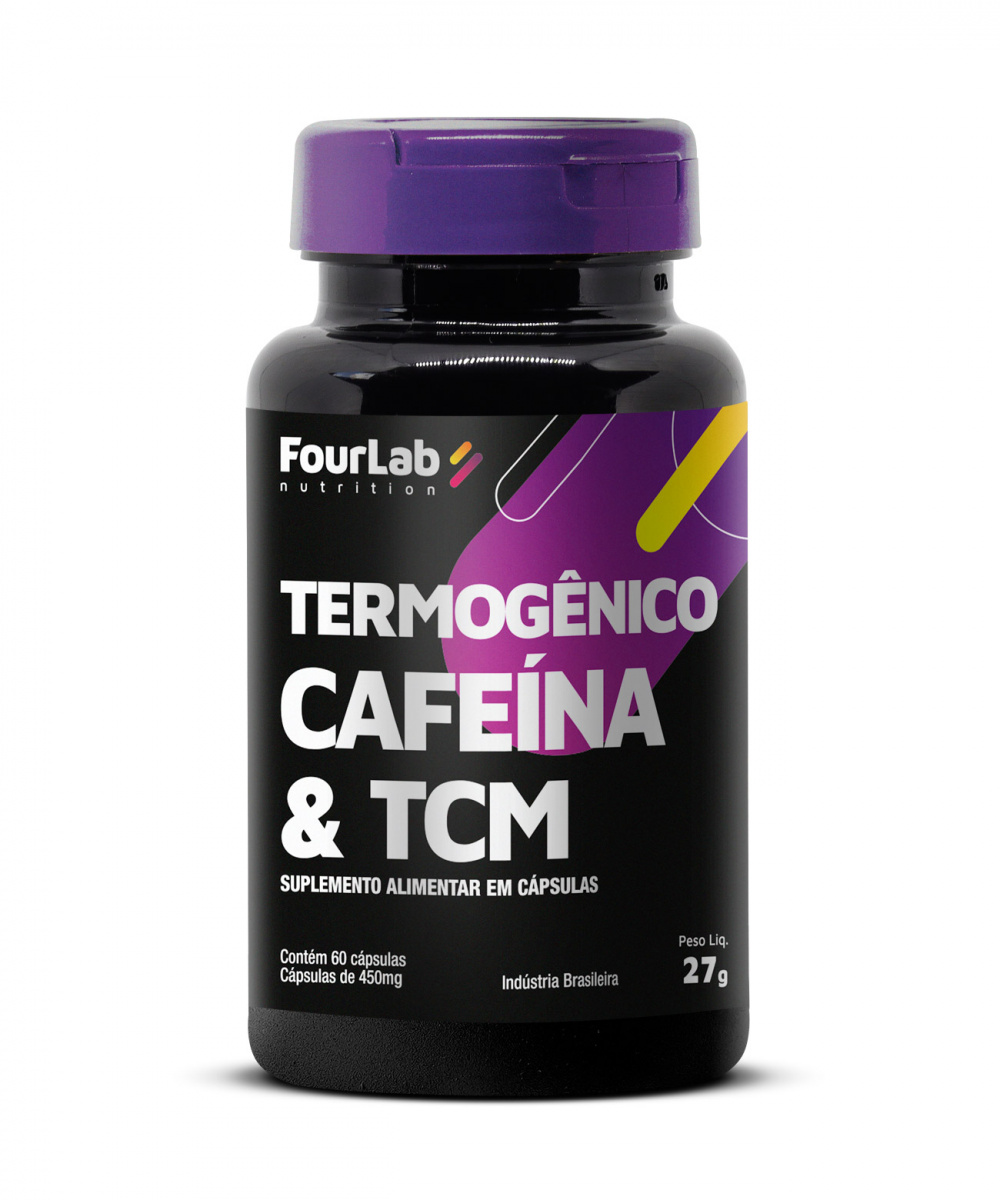 FourLab
nutrition
TERMOGÊNICO
CAFEÍNA
& TCM
SUPLEMENTO ALIMENTAR EM CÁPSULAS
Contém 60 cápsulas
Cápsulas de 450mg
Indústria Brasileira
Peso Liq.
27g